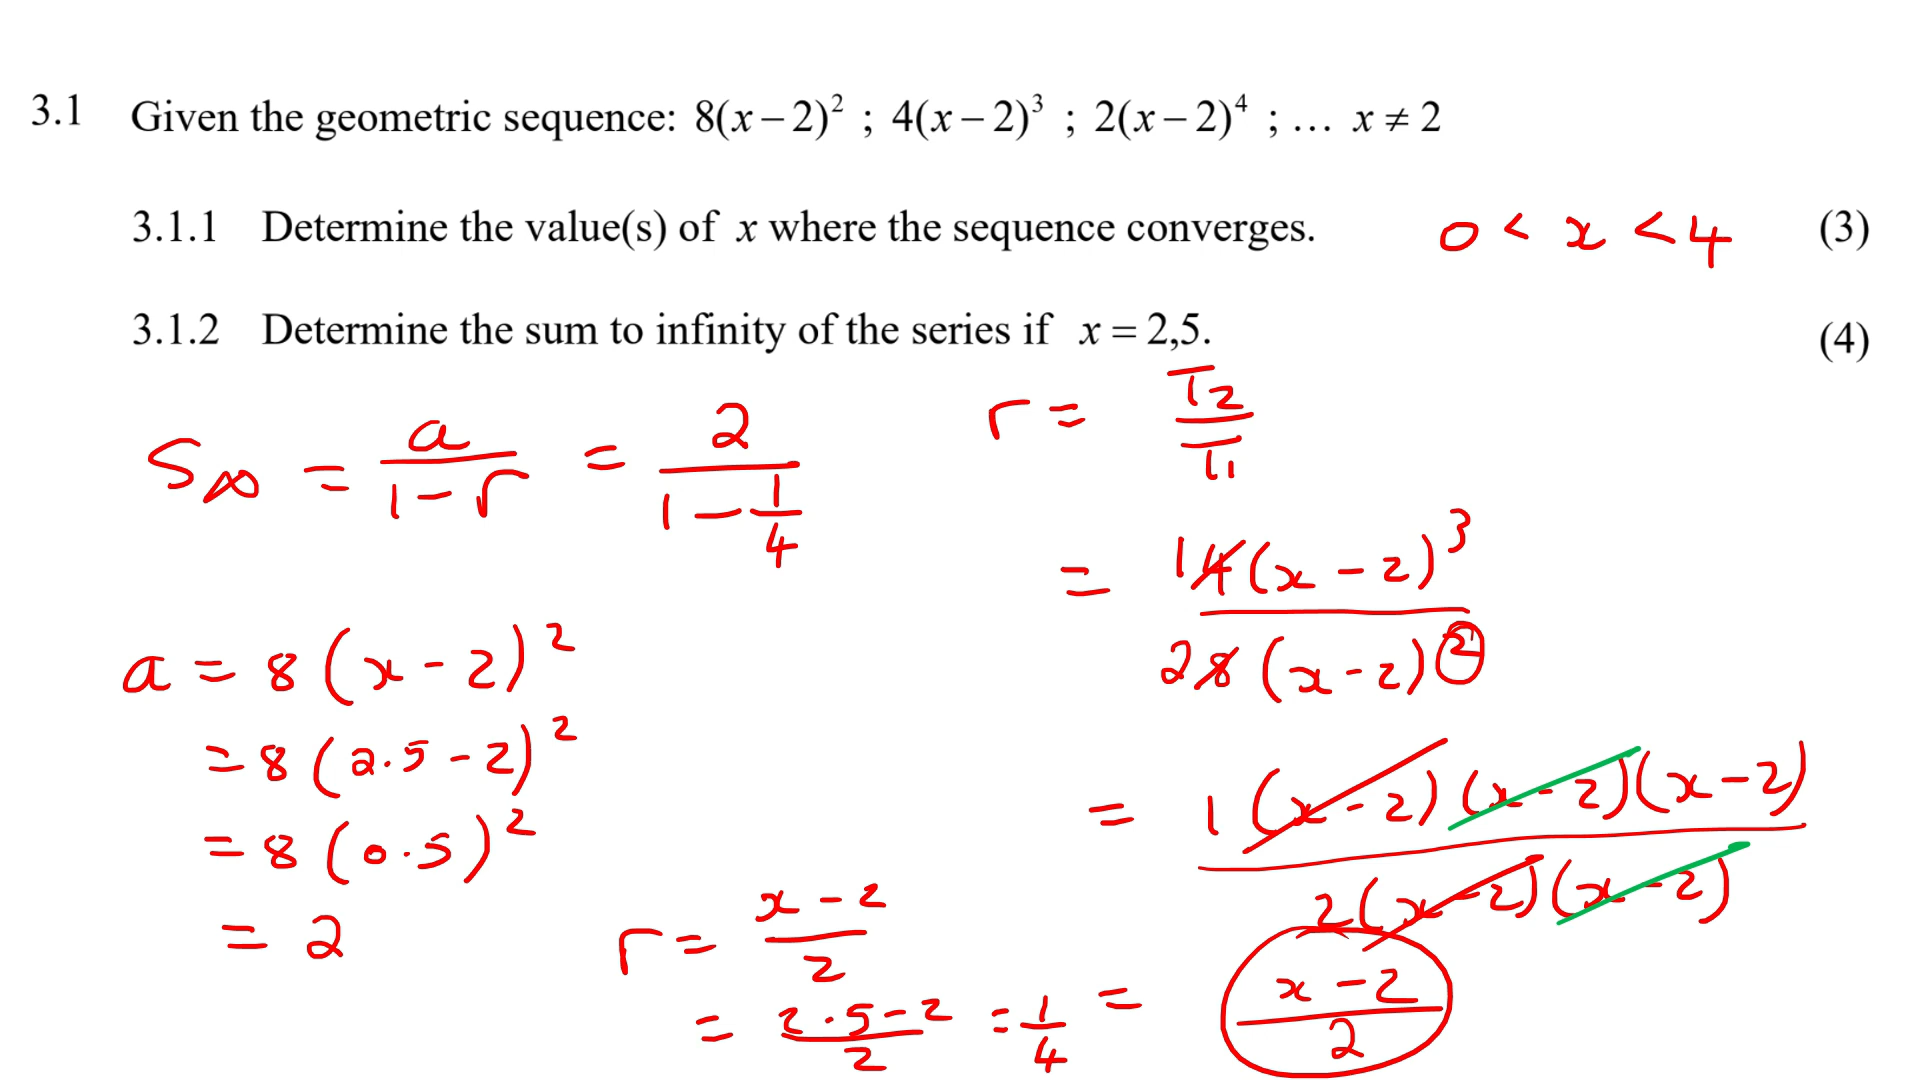 3.1 Given the geometric sequence: 8(x – 2)² ; 4(x – 2)³ ; 2(x – 2)⁴ ; … x ≠ 2
3.1.1 Determine the value(s) of x where the sequence converges. 0 < x < 4 (3)
3.1.2 Determine the sum to infinity of the series if x = 2,5. (4)
S∞ = a/(1 - r) = 2/(1 - 1/4)
a = 8(x - 2)²
= 8(2.5 - 2)²
= 8(0.5)²
= 2
r = T2/T1
= 1 4(x - 2)³ / 2 8(x - 2)²
= 1(x - 2)(x - 2)(x - 2) / 2(x - 2)(x - 2)
= (x - 2)/2
r = (x - 2)/2
= (2.5 - 2)/2 = 1/4